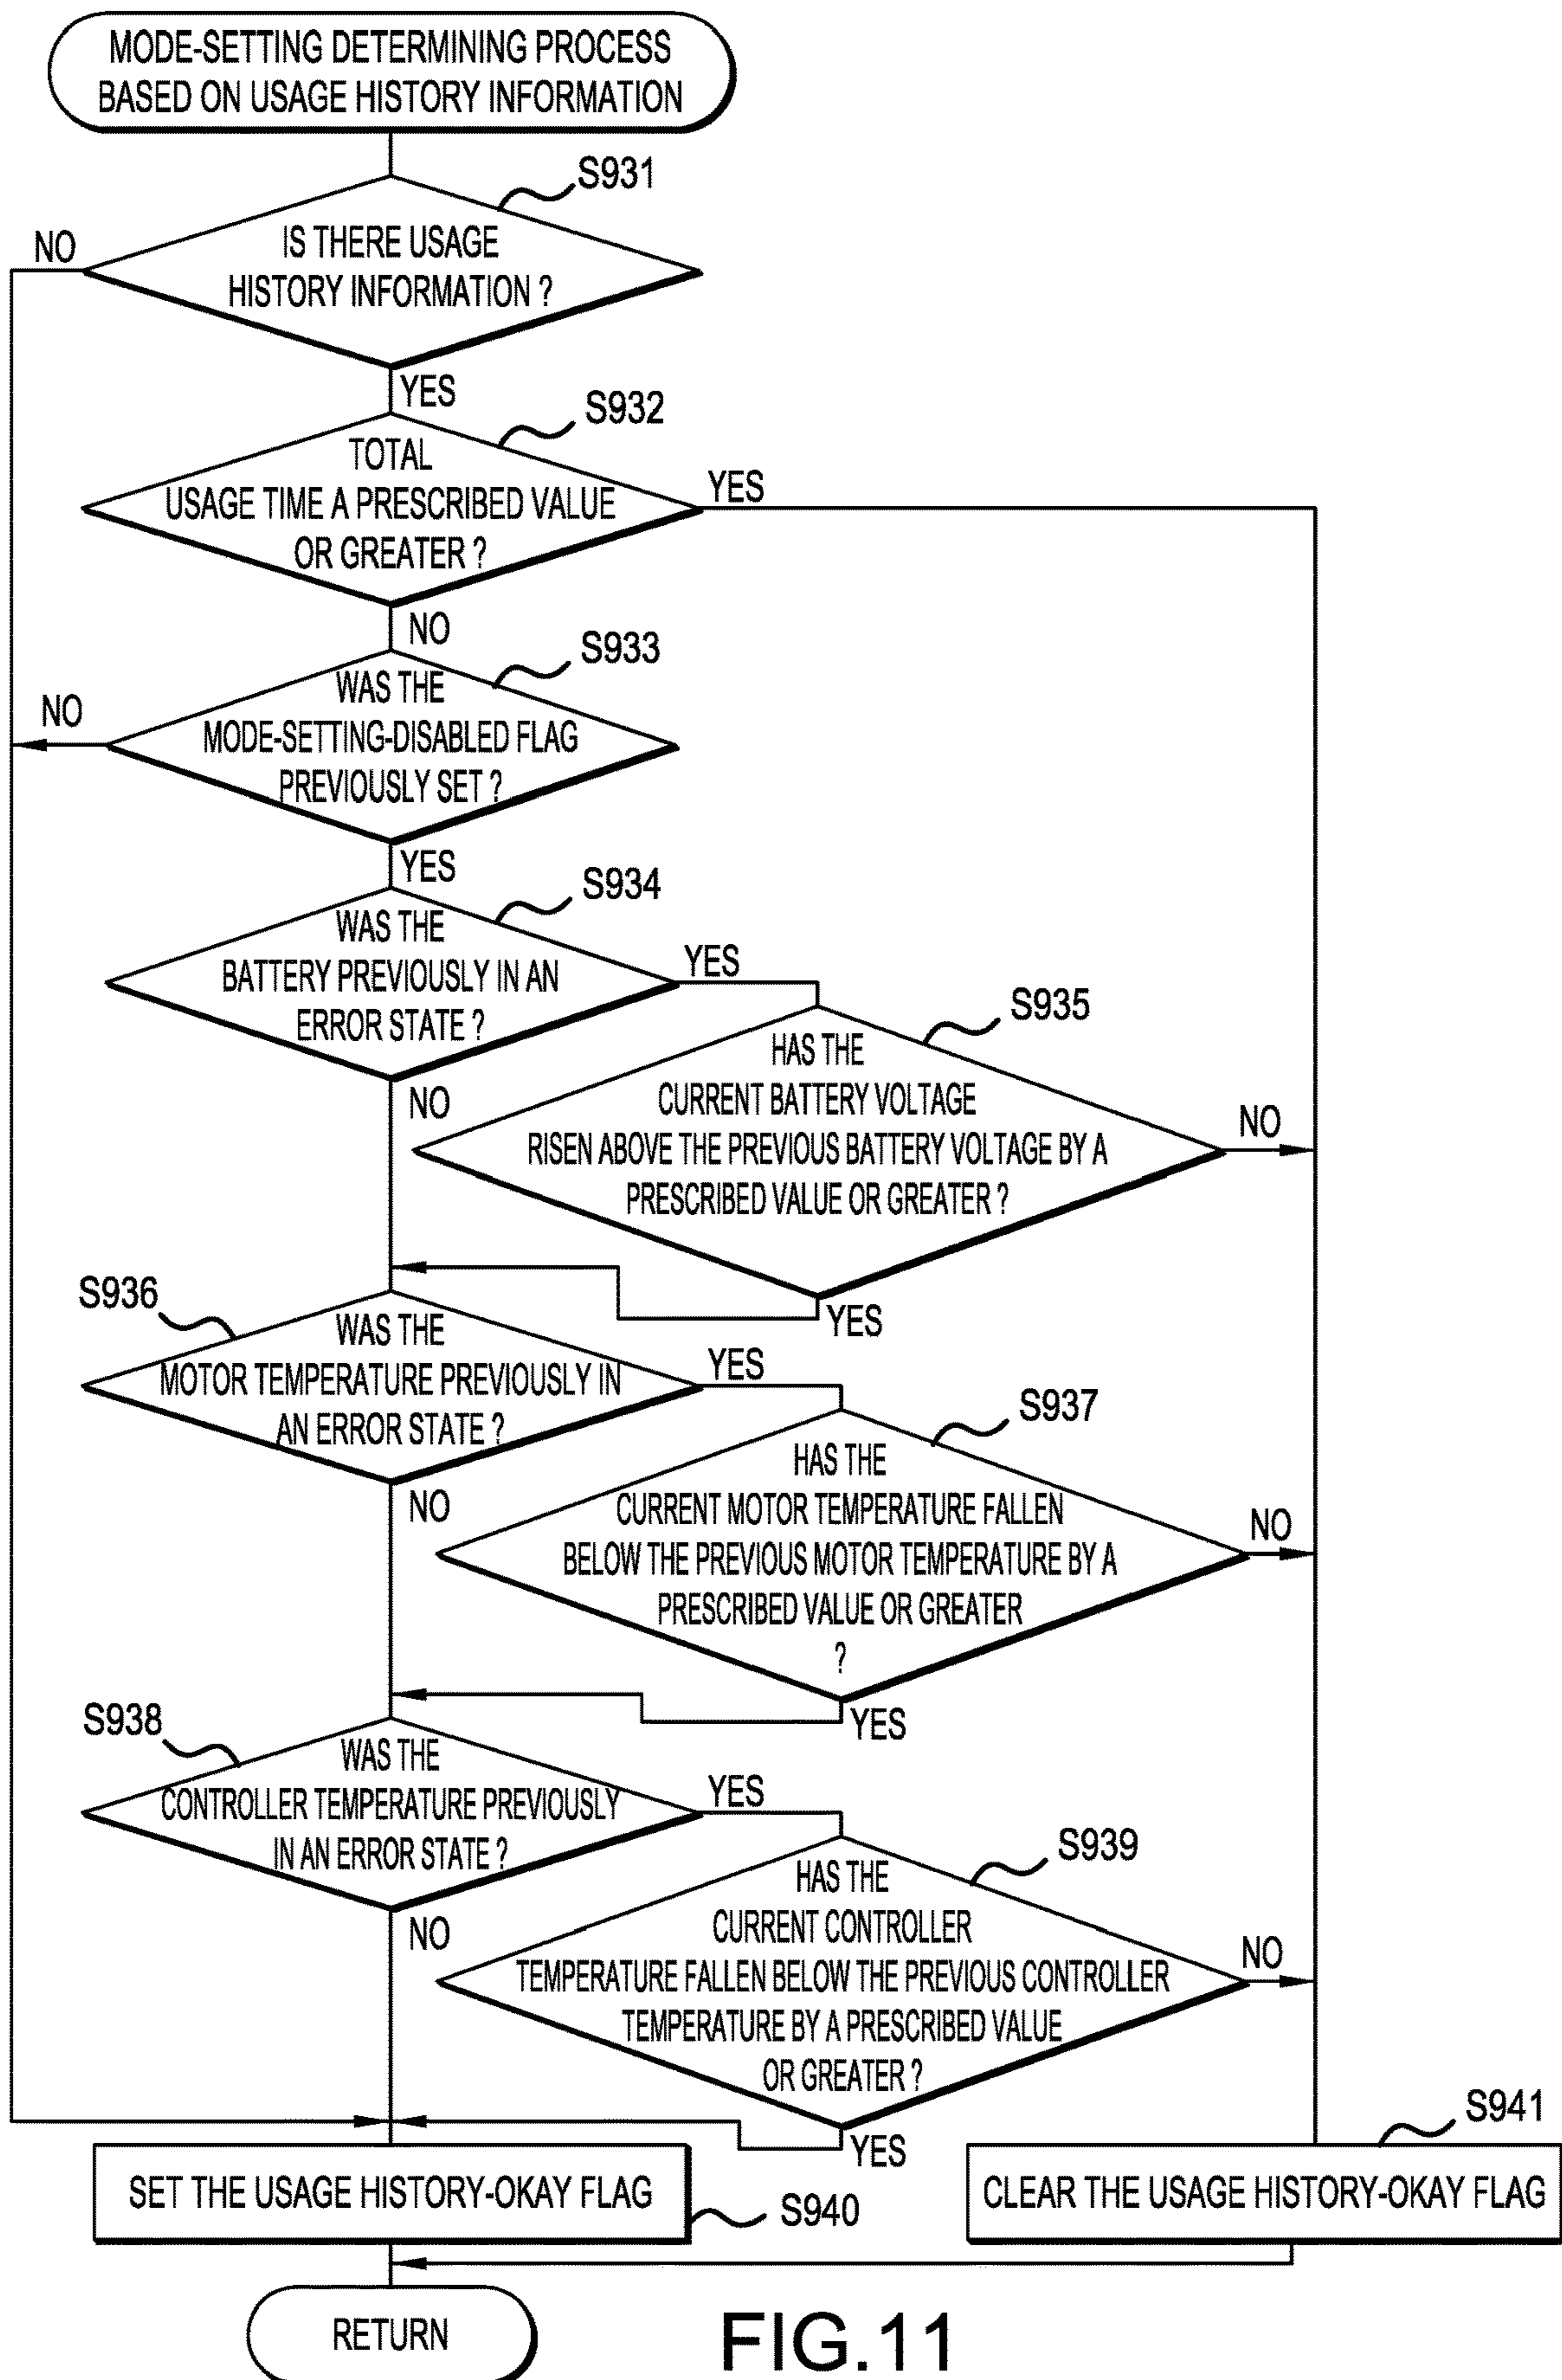 MODE-SETTING DETERMINING PROCESS
BASED ON USAGE HISTORY INFORMATION
S931
NO
IS THERE USAGE
HISTORY INFORMATION ?
YES
S932
TOTAL
USAGE TIME A PRESCRIBED VALUE
OR GREATER ?
YES
NO
S933
WAS THE
MODE-SETTING-DISABLED FLAG
PREVIOUSLY SET ?
NO
YES
S934
WAS THE
BATTERY PREVIOUSLY IN AN
ERROR STATE ?
YES
NO
S935
HAS THE
CURRENT BATTERY VOLTAGE
RISEN ABOVE THE PREVIOUS BATTERY VOLTAGE BY A
PRESCRIBED VALUE OR GREATER ?
NO
YES
S936
WAS THE
MOTOR TEMPERATURE PREVIOUSLY IN
AN ERROR STATE ?
YES
NO
S937
HAS THE
CURRENT MOTOR TEMPERATURE FALLEN
BELOW THE PREVIOUS MOTOR TEMPERATURE BY A
PRESCRIBED VALUE OR GREATER
?
NO
YES
S938
WAS THE
CONTROLLER TEMPERATURE PREVIOUSLY
IN AN ERROR STATE ?
YES
NO
S939
HAS THE
CURRENT CONTROLLER
TEMPERATURE FALLEN BELOW THE PREVIOUS CONTROLLER
TEMPERATURE BY A PRESCRIBED VALUE
OR GREATER ?
NO
YES
SET THE USAGE HISTORY-OKAY FLAG
S940
S941
CLEAR THE USAGE HISTORY-OKAY FLAG
RETURN
FIG.11